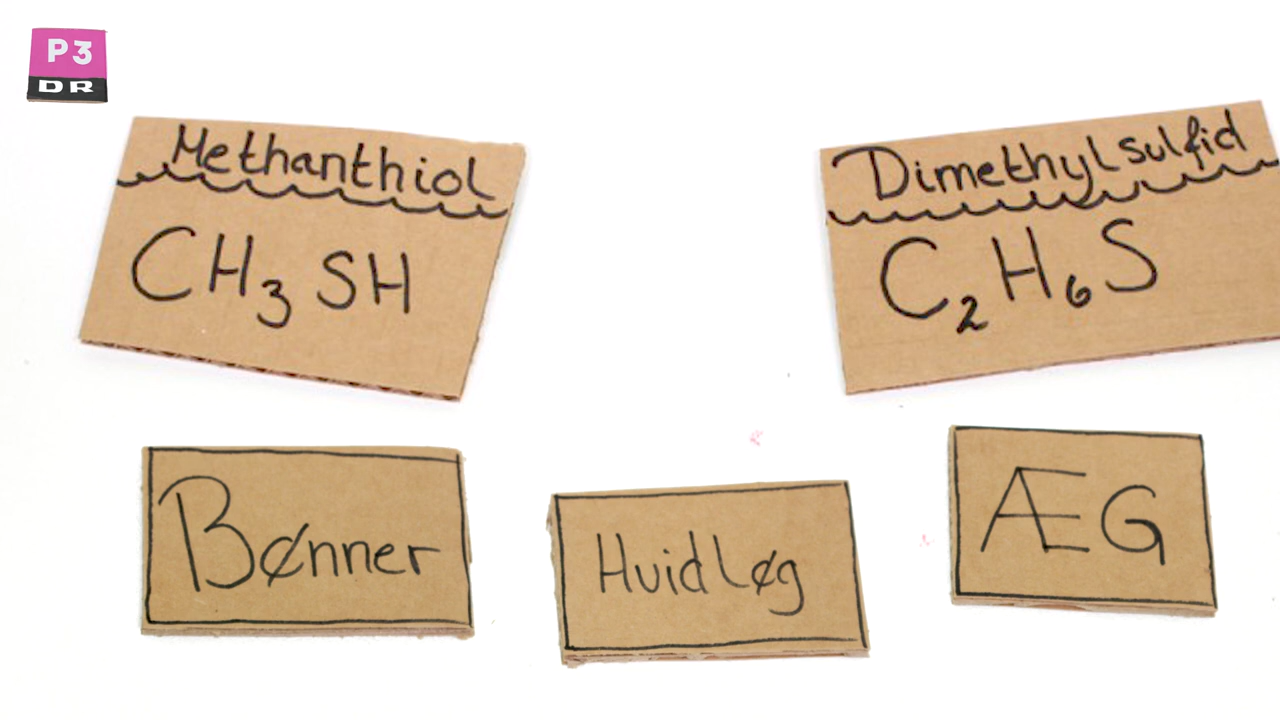 P3
DR
Methanthiol
CH3SH
Dimethylsulfid
C2H6S
Bønner
Hvidløg
ÆG